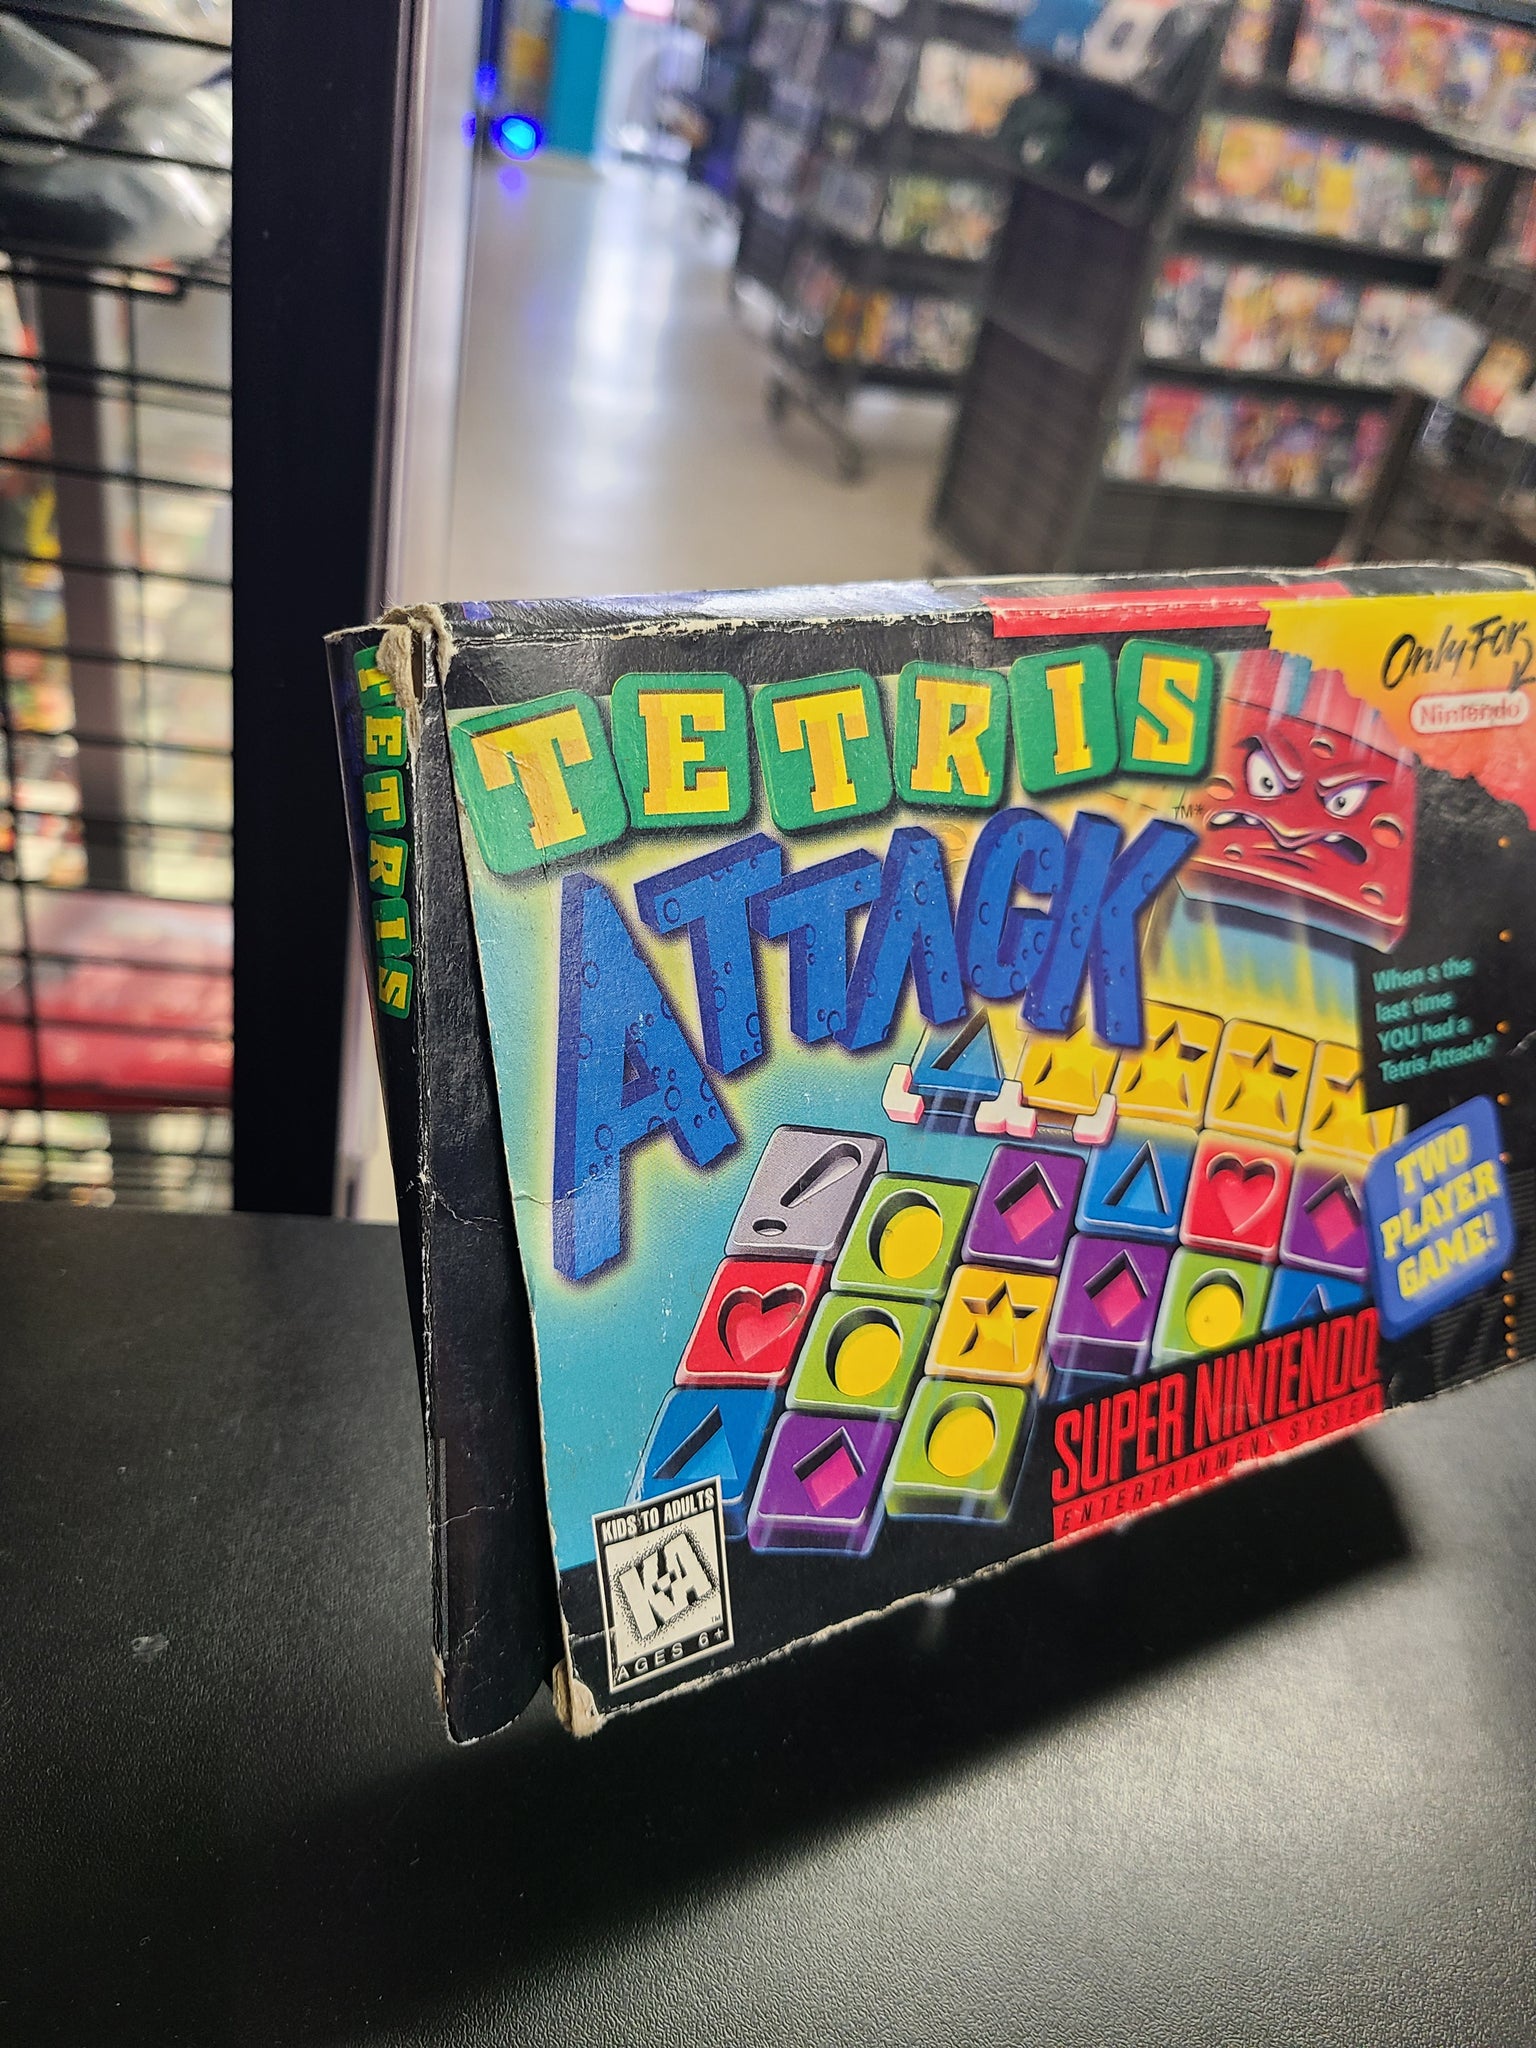 TETRIS
TETRIS
ATTACK
TM*
Only For
Nintendo
When s the
last time
YOU had a
Tetris Attack?
TWO
PLAYER
GAME!
SUPER NINTENDO
ENTERTAINMENT SYSTEM
KIDS TO ADULTS
K-A
TM
AGES 6+